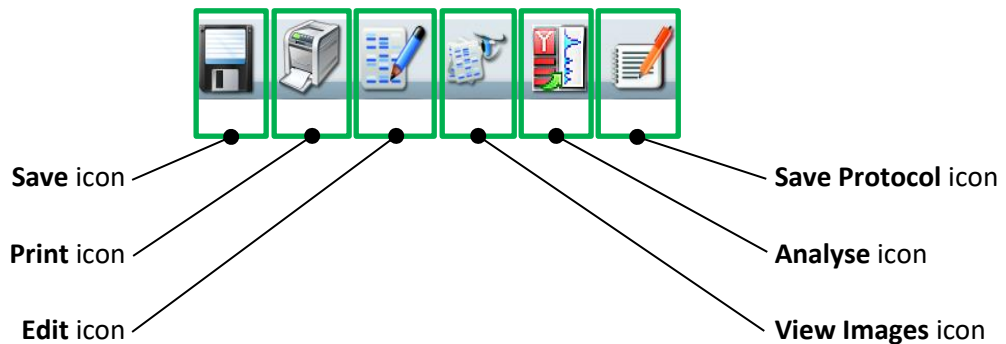 Save icon
Print icon
Edit icon
Save Protocol icon
Analyse icon
View Images icon